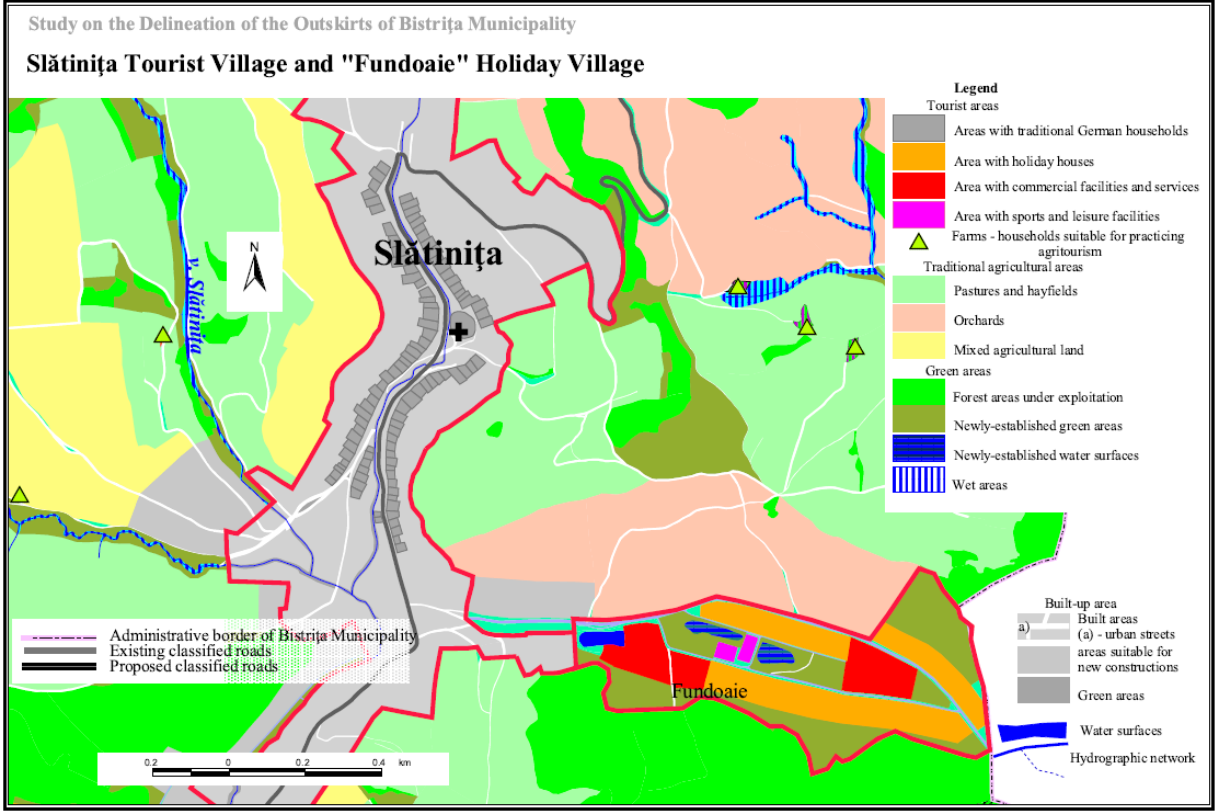 Study on the Delineation of the Outskirts of Bistriţa Municipality
Slătiniţa Tourist Village and "Fundoaie" Holiday Village
Legend
Tourist areas
Areas with traditional German households
Area with holiday houses
Area with commercial facilities and services
Area with sports and leisure facilities
Farms - households suitable for practicing
agritourism
Traditional agricultural areas
Pastures and hayfields
Orchards
Mixed agricultural land
Green areas
Forest areas under exploitation
Newly-established green areas
Newly-established water surfaces
Wet areas
N
Slătiniţa
v. Slătiniţa
Fundoaie
Administrative border of Bistriţa Municipality
Existing classified roads
Proposed classified roads
0.2 0 0.2 0.4 km
Built-up area
a)
Built areas
(a) - urban streets
areas suitable for
new constructions
Green areas
Water surfaces
Hydrographic network